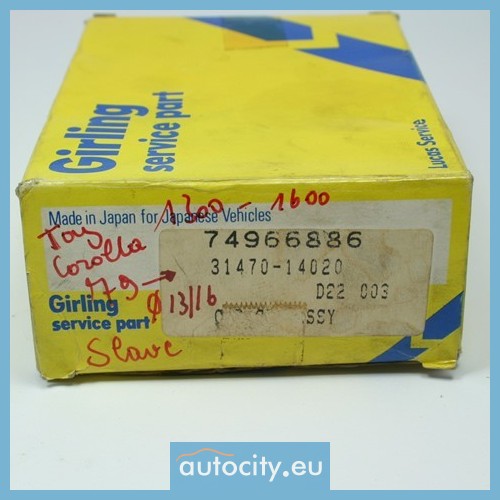 Girling
service part
Lucas Service
Made in Japan for Japanese Vehicles
1300 - 1600
Toy
Corolla
79 →
Ø 13/16
Slave
74966886
31470-14020
D22 003
SSY
Girling
service part
autocity.eu